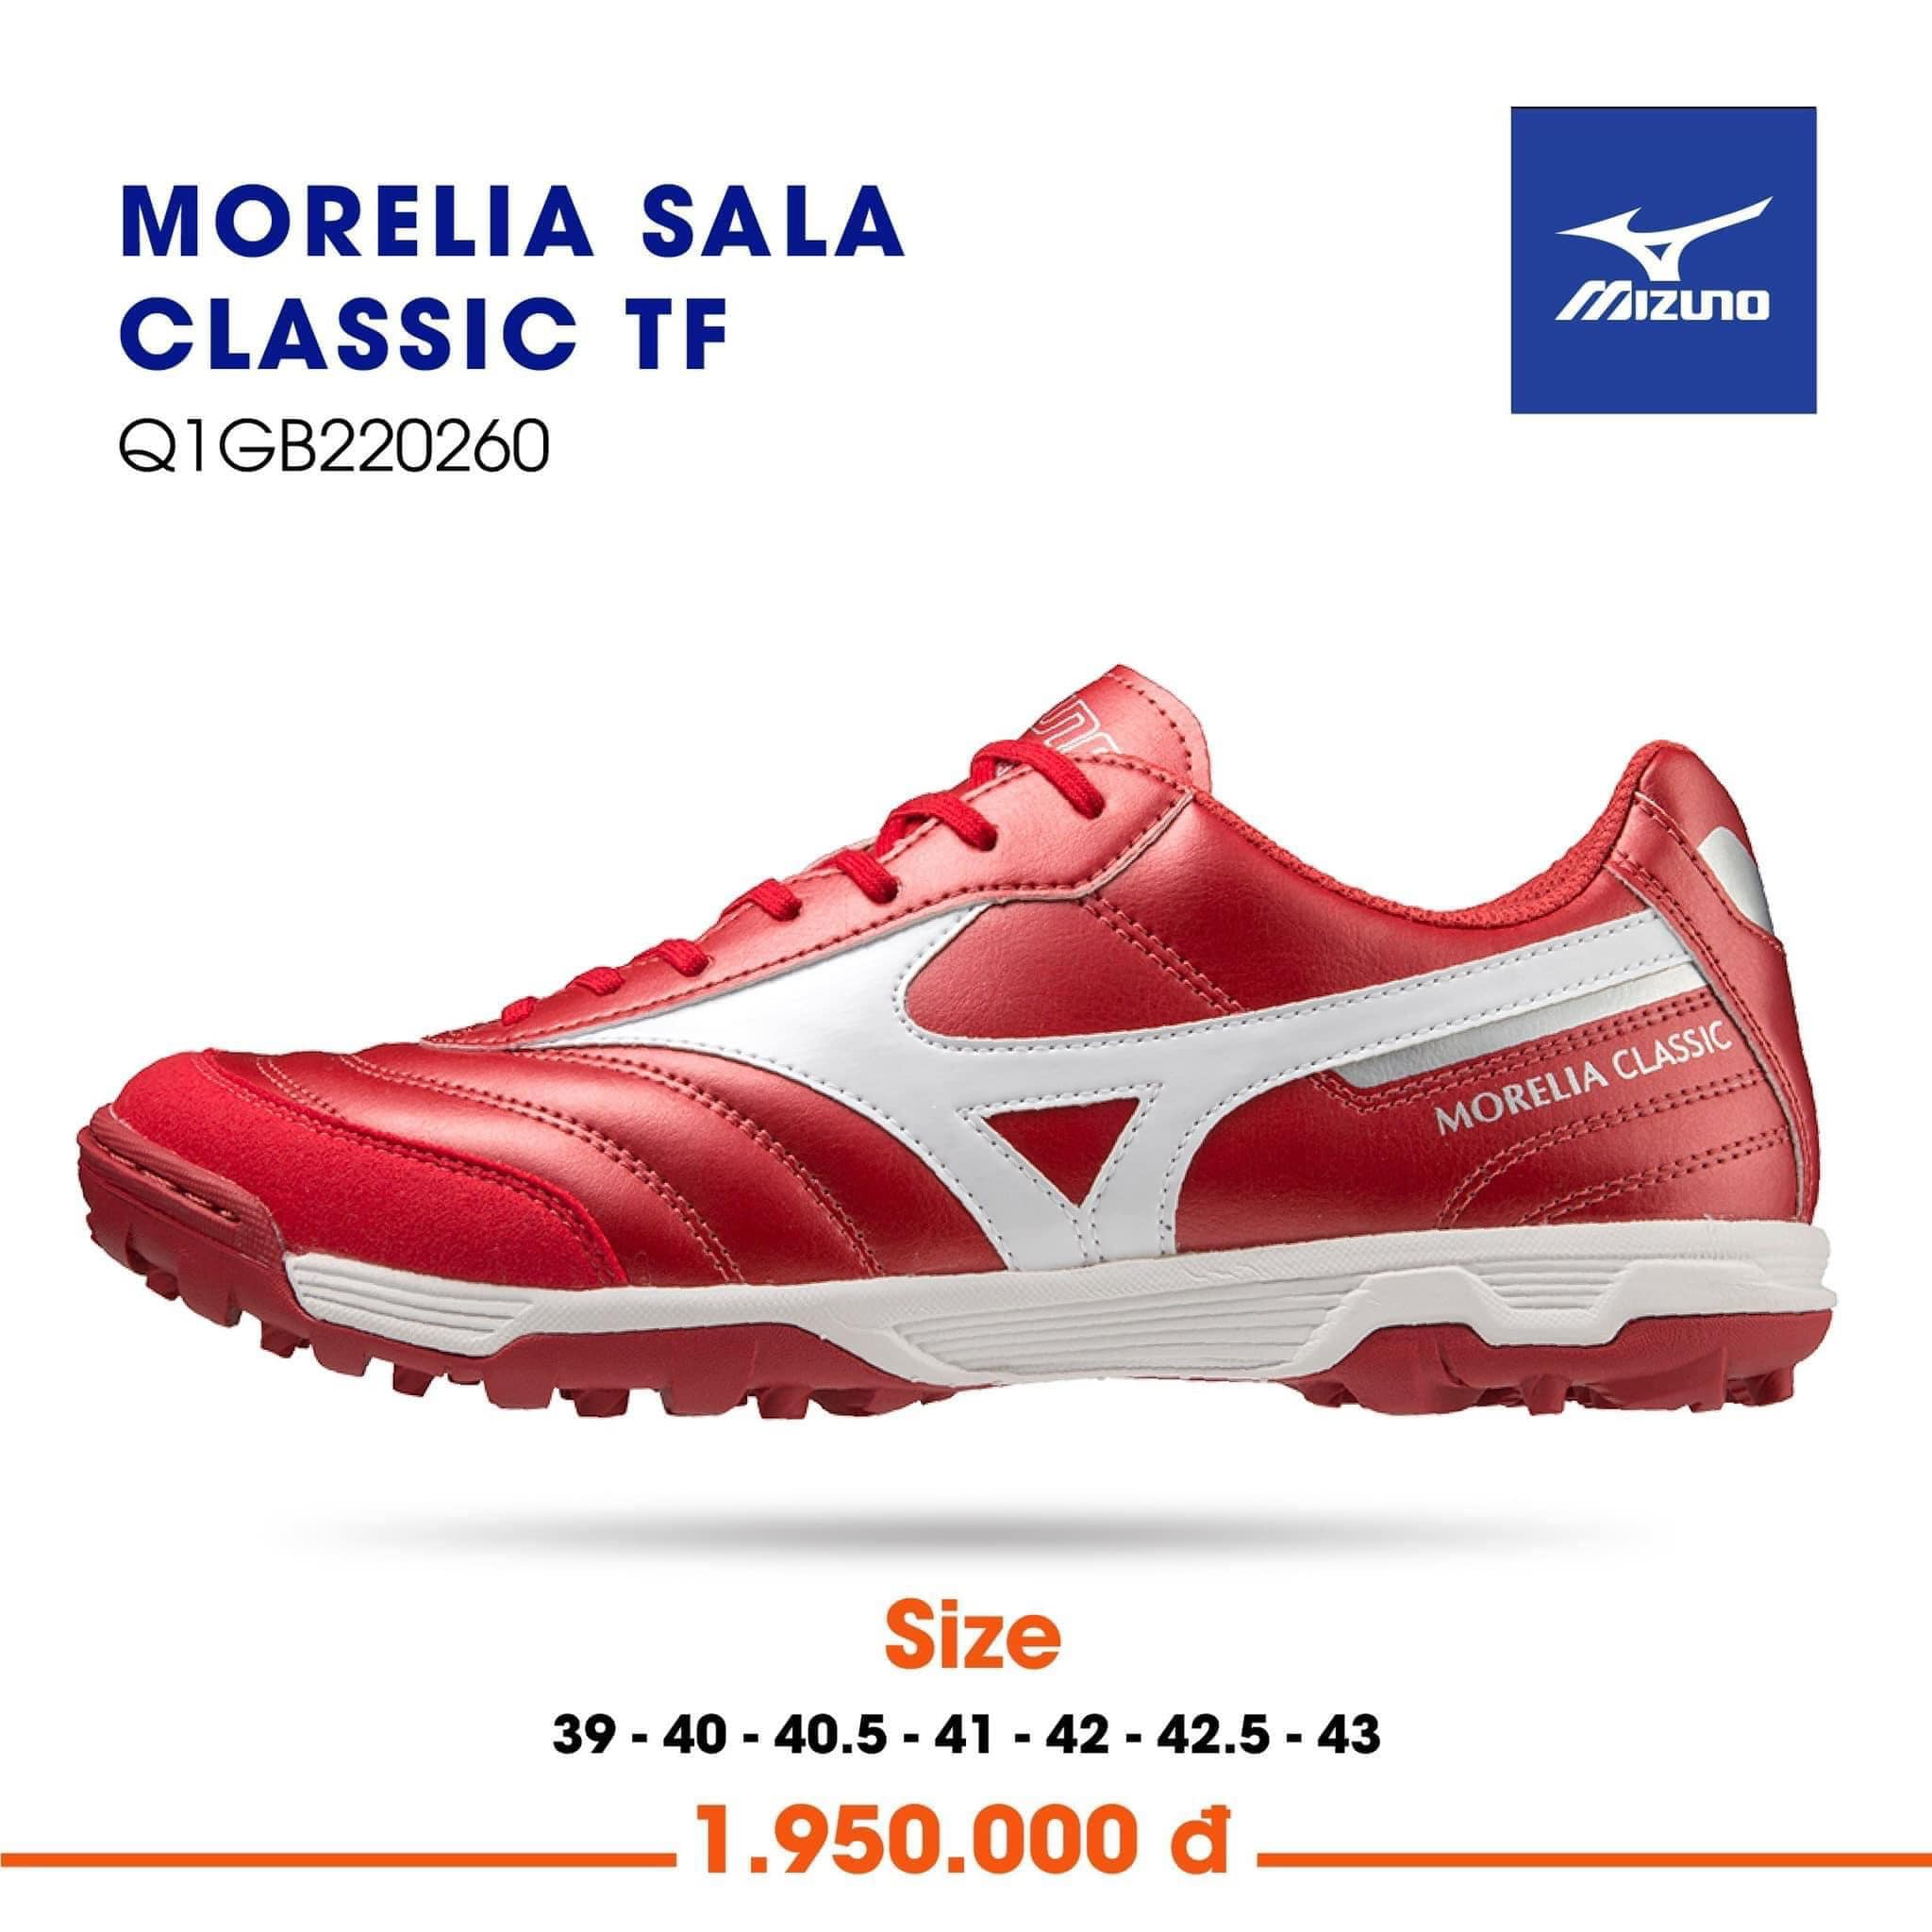 MORELIA SALA
CLASSIC TF
Q1GB220260
MIZUNO
MORELIA CLASSIC
Size
39 - 40 - 40.5 - 41 - 42 - 42.5 - 43
1.950.000 đ